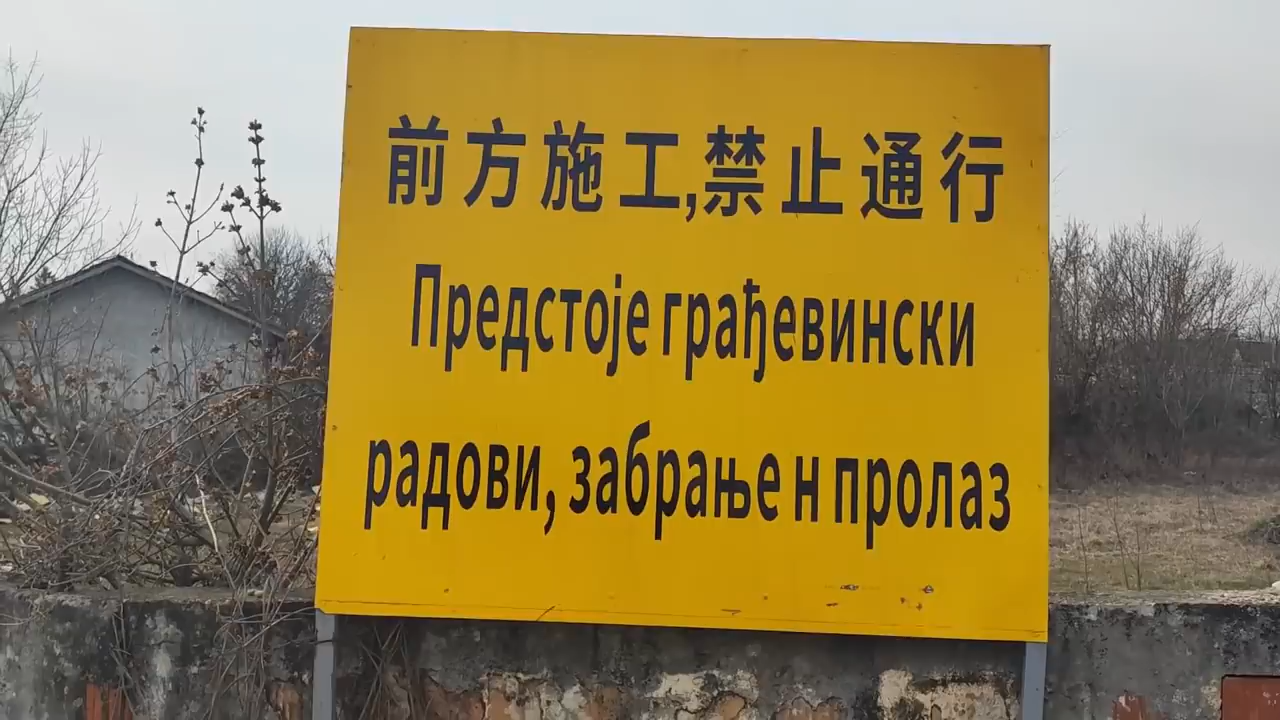 前方施工,禁止通行
Предстоје грађевински
радови, забрање н пролаз